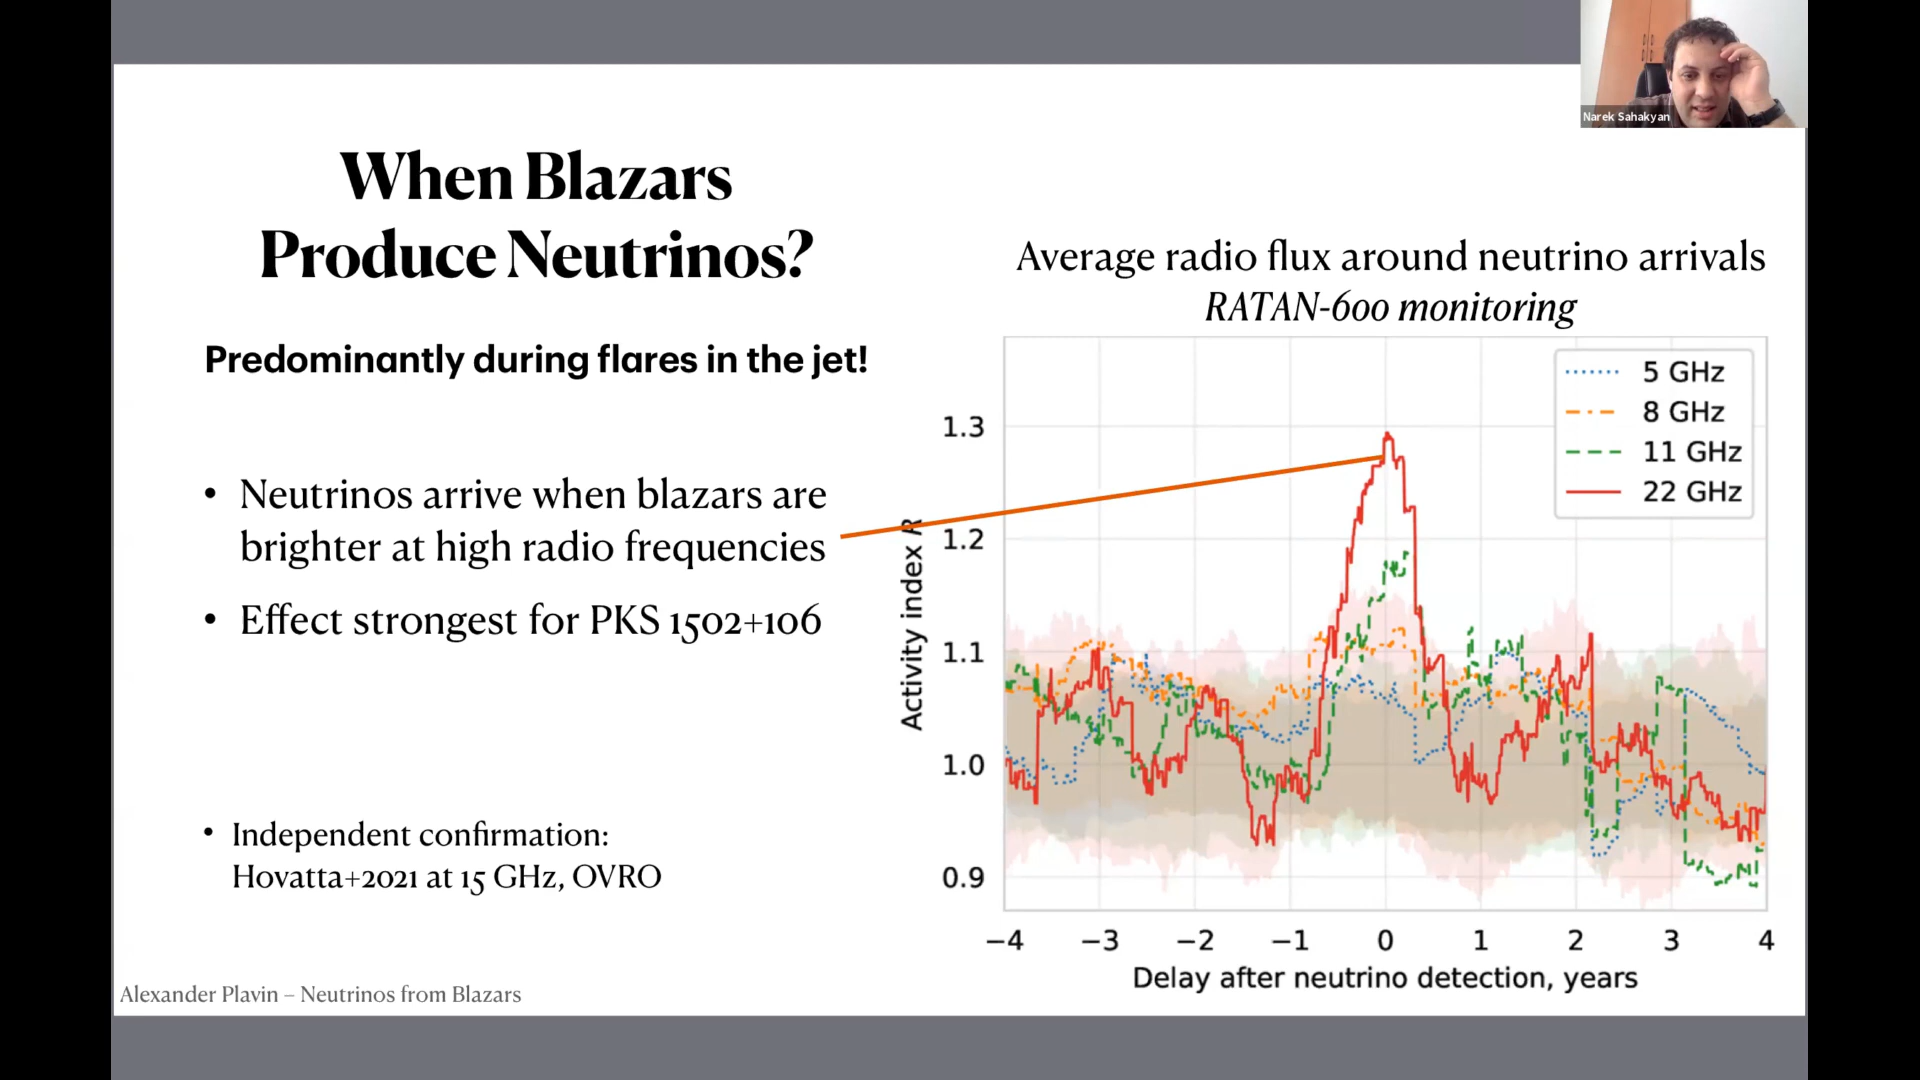 Narek Sahakyan
When Blazars
Produce Neutrinos?
Predominantly during flares in the jet!
• Neutrinos arrive when blazars are
brighter at high radio frequencies
• Effect strongest for PKS 1502+106
• Independent confirmation:
Hovatta+2021 at 15 GHz, OVRO
Average radio flux around neutrino arrivals
RATAN-600 monitoring
5 GHz
8 GHz
11 GHz
22 GHz
Activity index R
1.3
1.2
1.1
1.0
0.9
−4 −3 −2 −1 0 1 2 3 4
Delay after neutrino detection, years
Alexander Plavin – Neutrinos from Blazars